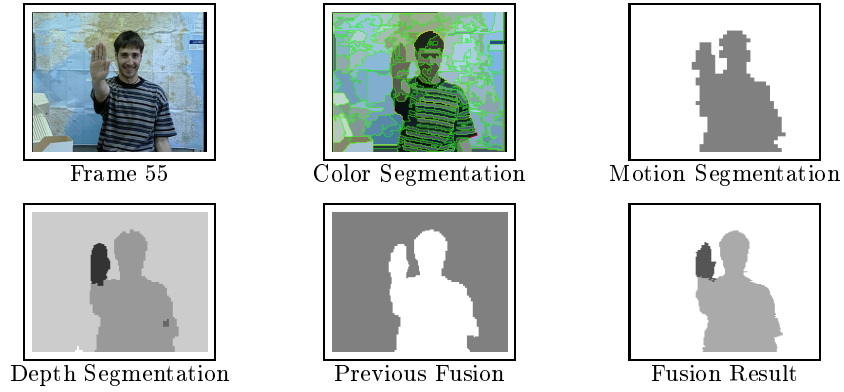 Frame 55
Color Segmentation
Motion Segmentation
Depth Segmentation
Previous Fusion
Fusion Result